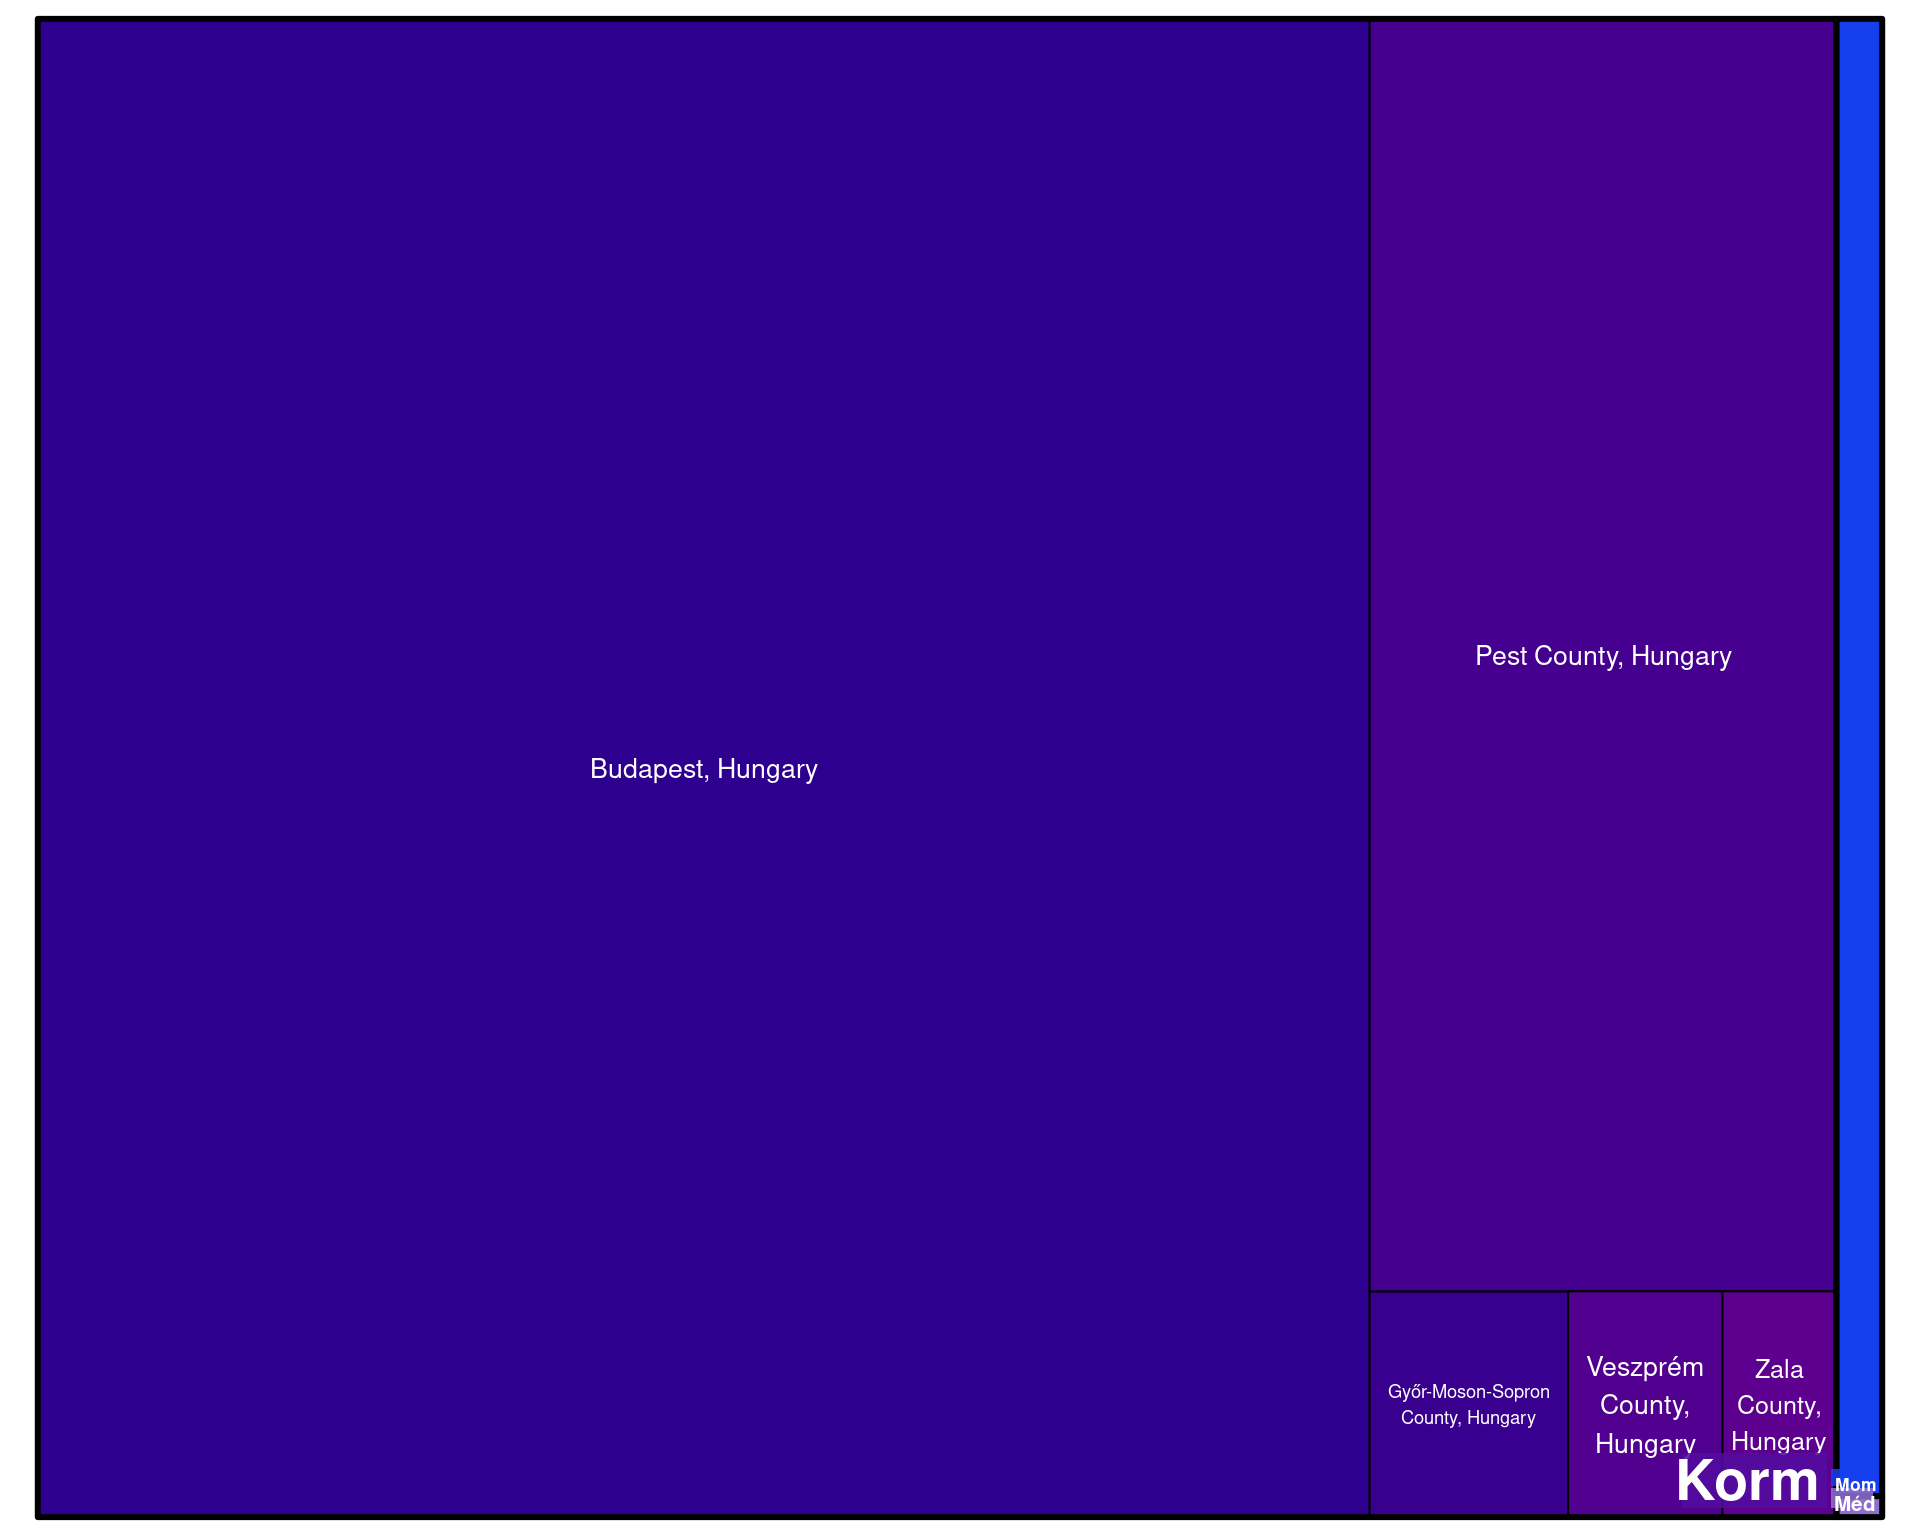 Budapest, Hungary
Pest County, Hungary
Győr-Moson-Sopron
County, Hungary
Veszprém
County,
Hungary
Zala
County,
Hungary
Korm
Mom
Méd